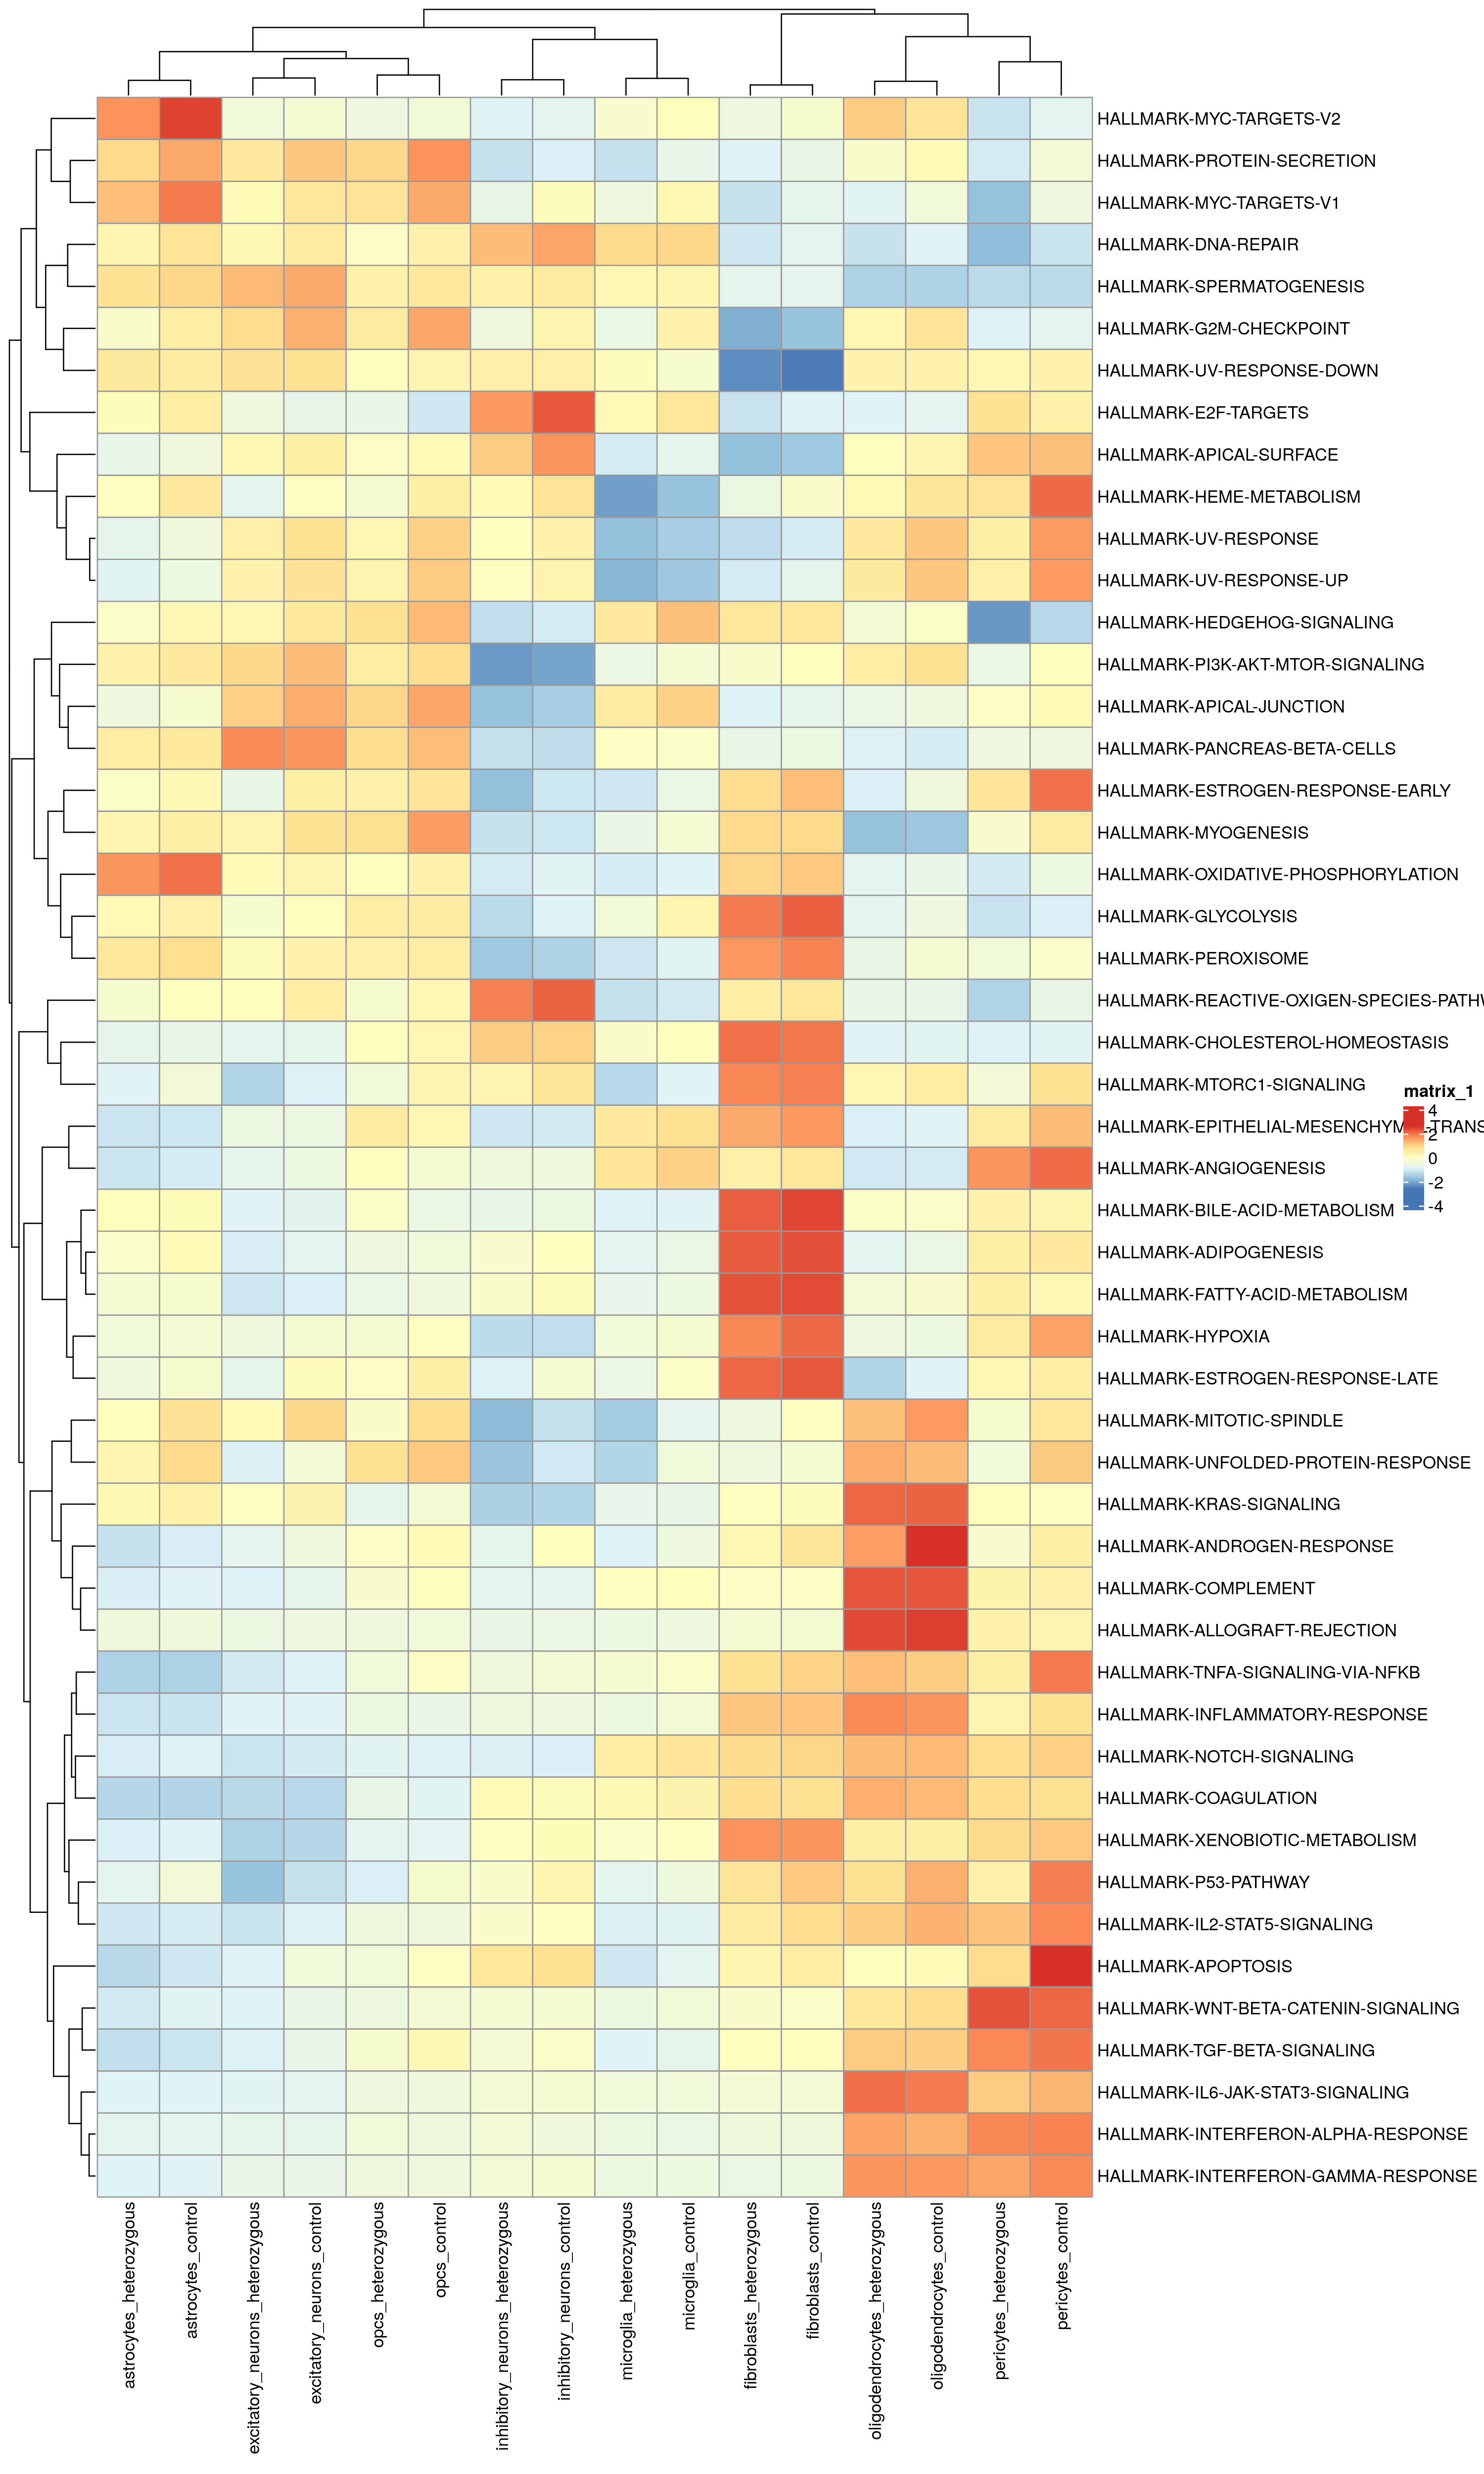 HALLMARK-MYC-TARGETS-V2
HALLMARK-PROTEIN-SECRETION
HALLMARK-MYC-TARGETS-V1
HALLMARK-DNA-REPAIR
HALLMARK-SPERMATOGENESIS
HALLMARK-G2M-CHECKPOINT
HALLMARK-UV-RESPONSE-DOWN
HALLMARK-E2F-TARGETS
HALLMARK-APICAL-SURFACE
HALLMARK-HEME-METABOLISM
HALLMARK-UV-RESPONSE
HALLMARK-UV-RESPONSE-UP
HALLMARK-HEDGEHOG-SIGNALING
HALLMARK-PI3K-AKT-MTOR-SIGNALING
HALLMARK-APICAL-JUNCTION
HALLMARK-PANCREAS-BETA-CELLS
HALLMARK-ESTROGEN-RESPONSE-EARLY
HALLMARK-MYOGENESIS
HALLMARK-OXIDATIVE-PHOSPHORYLATION
HALLMARK-GLYCOLYSIS
HALLMARK-PEROXISOME
HALLMARK-REACTIVE-OXIGEN-SPECIES-PATH
HALLMARK-CHOLESTEROL-HOMEOSTASIS
HALLMARK-MTORC1-SIGNALING
HALLMARK-EPITHELIAL-MESENCHYM -TRANS
HALLMARK-ANGIOGENESIS
HALLMARK-BILE-ACID-METABOLISM
HALLMARK-ADIPOGENESIS
HALLMARK-FATTY-ACID-METABOLISM
HALLMARK-HYPOXIA
HALLMARK-ESTROGEN-RESPONSE-LATE
HALLMARK-MITOTIC-SPINDLE
HALLMARK-UNFOLDED-PROTEIN-RESPONSE
HALLMARK-KRAS-SIGNALING
HALLMARK-ANDROGEN-RESPONSE
HALLMARK-COMPLEMENT
HALLMARK-ALLOGRAFT-REJECTION
HALLMARK-TNFA-SIGNALING-VIA-NFKB
HALLMARK-INFLAMMATORY-RESPONSE
HALLMARK-NOTCH-SIGNALING
HALLMARK-COAGULATION
HALLMARK-XENOBIOTIC-METABOLISM
HALLMARK-P53-PATHWAY
HALLMARK-IL2-STAT5-SIGNALING
HALLMARK-APOPTOSIS
HALLMARK-WNT-BETA-CATENIN-SIGNALING
HALLMARK-TGF-BETA-SIGNALING
HALLMARK-IL6-JAK-STAT3-SIGNALING
HALLMARK-INTERFERON-ALPHA-RESPONSE
HALLMARK-INTERFERON-GAMMA-RESPONSE
matrix_1
4
2
0
-2
-4
astrocytes_heterozygous
astrocytes_control
excitatory_neurons_heterozygous
excitatory_neurons_control
opcs_heterozygous
opcs_control
inhibitory_neurons_heterozygous
inhibitory_neurons_control
microglia_heterozygous
microglia_control
fibroblasts_heterozygous
fibroblasts_control
oligodendrocytes_heterozygous
oligodendrocytes_control
pericytes_heterozygous
pericytes_control